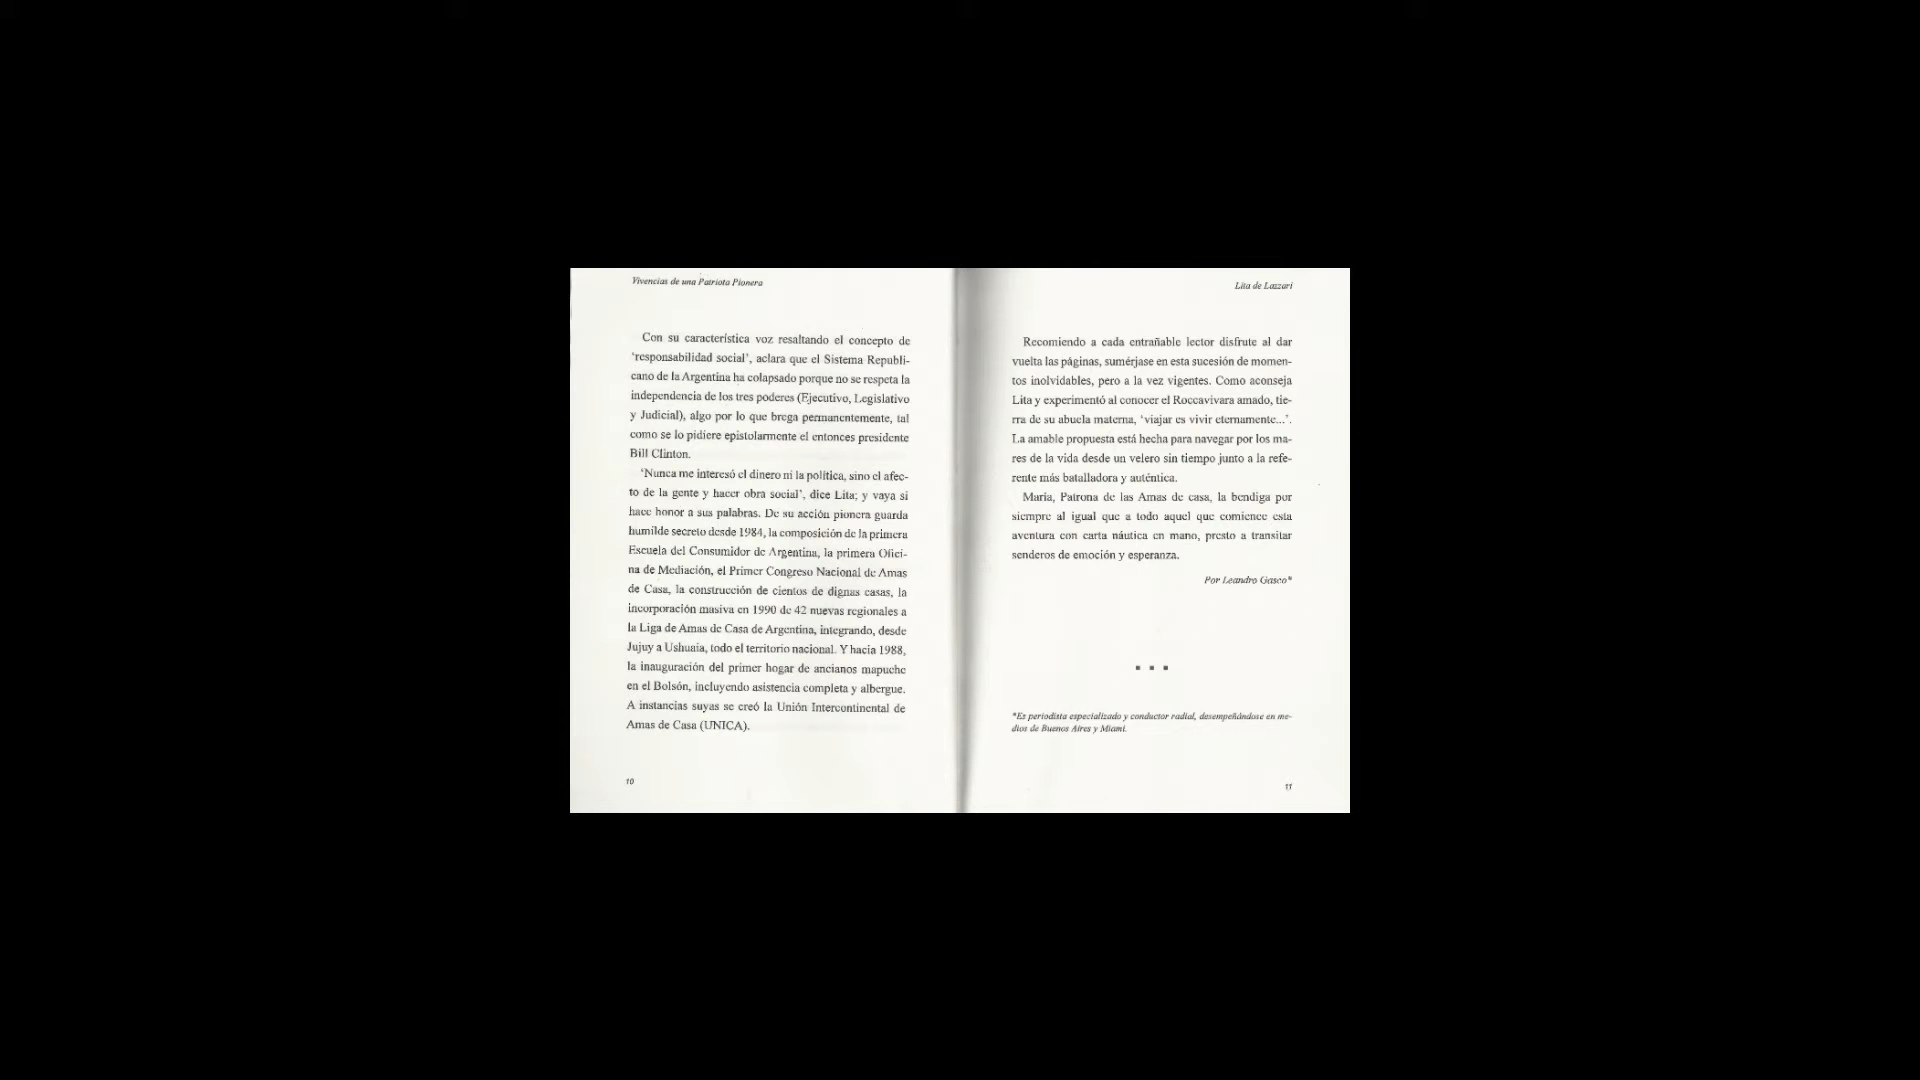 Vivencias de una Patriota Pionera
Con su característica voz resaltando el concepto de
‘responsabilidad social’, aclara que el Sistema Republi-
cano de la Argentina ha colapsado porque no se respeta la
independencia de los tres poderes (Ejecutivo, Legislativo
y Judicial), algo por lo que brega permanentemente, tal
como se lo pidiere epistolarmente el entonces presidente
Bill Clinton.
‘Nunca me interesó el dinero ni la política, sino el afec-
to de la gente y hacer obra social’, dice Lita; y vaya si
hace honor a sus palabras. De su acción pionera guarda
humilde secreto desde 1984, la composición de la primera
Escuela del Consumidor de Argentina, la primera Ofici-
na de Mediación, el Primer Congreso Nacional de Amas
de Casa, la construcción de cientos de dignas casas, la
incorporación masiva en 1990 de 42 nuevas regionales a
la Liga de Amas de Casa de Argentina, integrando, desde
Jujuy a Ushuaia, todo el territorio nacional. Y hacia 1988,
la inauguración del primer hogar de ancianos mapuche
en el Bolsón, incluyendo asistencia completa y albergue.
A instancias suyas se creó la Unión Intercontinental de
Amas de Casa (UNICA).
10
Lita de Lazzari
Recomiendo a cada entrañable lector disfrute al dar
vuelta las páginas, sumérjase en esta sucesión de momen-
tos inolvidables, pero a la vez vigentes. Como aconseja
Lita y experimentó al conocer el Roccavivara amado, tie-
rra de su abuela materna, ‘viajar es vivir eternamente...’.
La amable propuesta está hecha para navegar por los ma-
res de la vida desde un velero sin tiempo junto a la refe-
rente más batalladora y auténtica.
María, Patrona de las Amas de casa, la bendiga por
siempre al igual que a todo aquel que comience esta
aventura con carta náutica en mano, presto a transitar
senderos de emoción y esperanza.
Por Leandro Gasco*
*Es periodista especializado y conductor radial, desempeñándose en me-
dios de Buenos Aires y Miami.
11